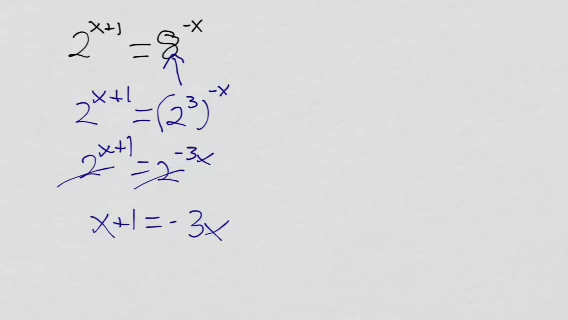 2^{x+1} = 8^{-x}
2^{x+1} = (2^3)^{-x}
2^{x+1} = 2^{-3x}
x+1 = -3x